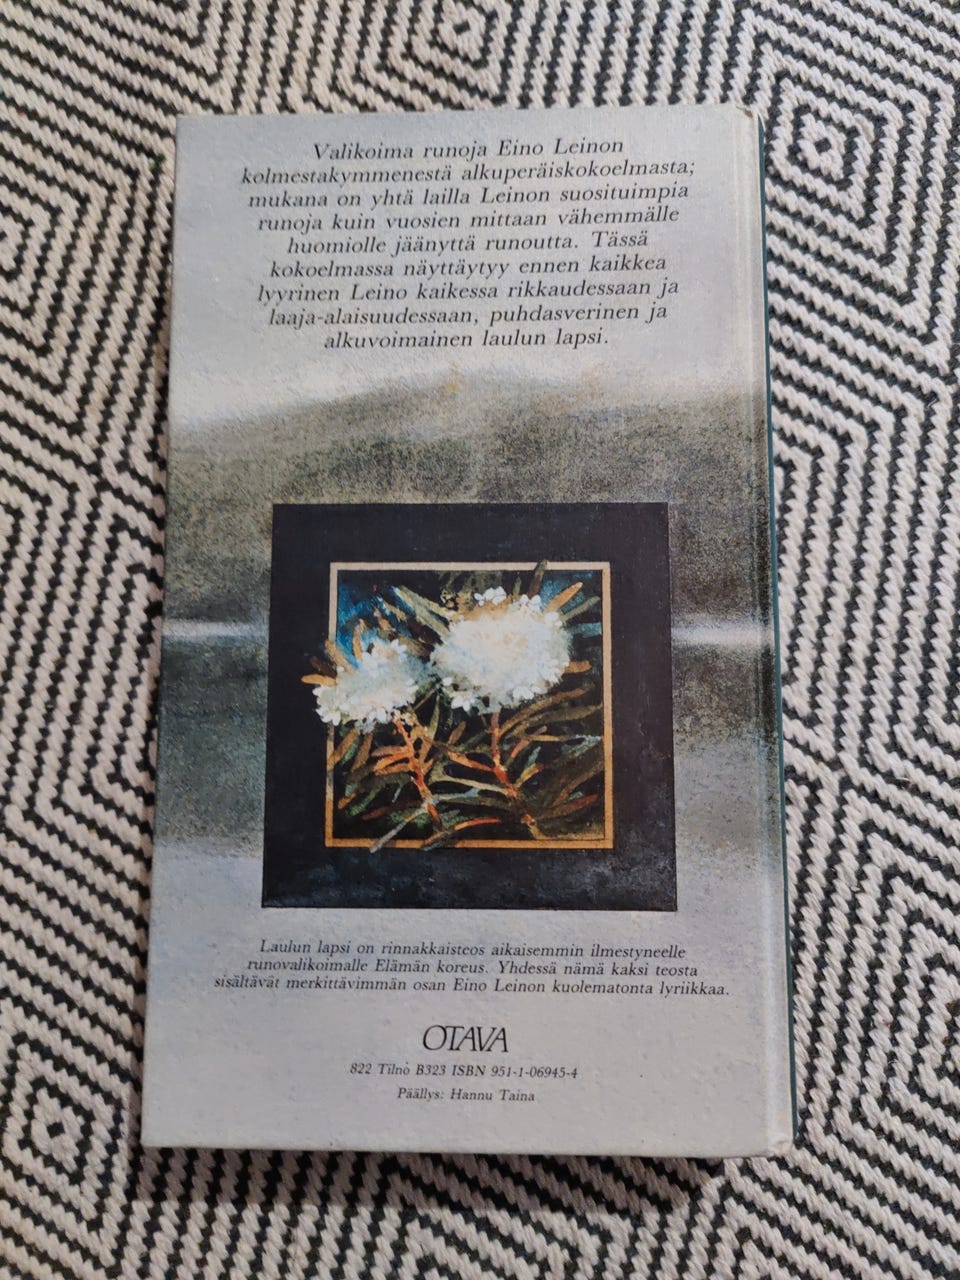 Valikoima runoja Eino Leinon
kolmestakymmenestä alkuperäiskokoelmasta;
mukana on yhtä lailla Leinon suosituimpia
runoja kuin vuosien mittaan vähemmälle
huomiolle jäänyttä runoutta. Tässä
kokoelmassa näyttäytyy ennen kaikkea
lyyrinen Leino kaikessa rikkaudessaan ja
laaja-alaisuudessaan, puhdasverinen ja
alkuvoimainen laulun lapsi.
Laulun lapsi on rinnakkaisteos aikaisemmin ilmestyneelle
runovalikoimalle Elämän koreus. Yhdessä nämä kaksi teosta
sisältävät merkittävimmän osan Eino Leinon kuolematonta lyriikkaa.
OTAVA
822 Tilno B323 ISBN 951-1-06945-4
Päällys: Hannu Taina